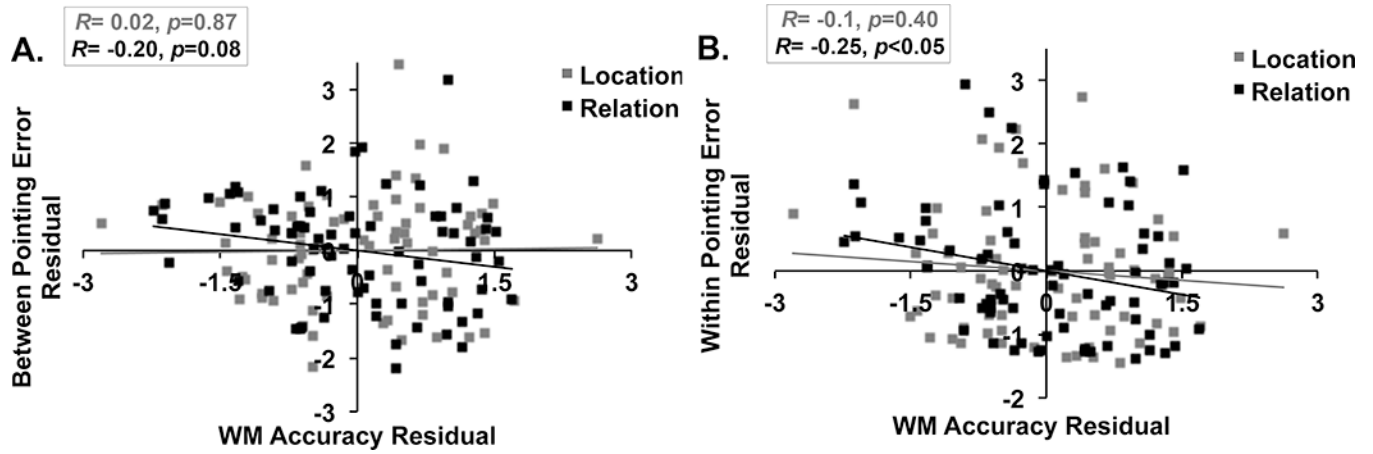 R= 0.02, p=0.87
R= -0.20, p=0.08
A.
Location
Relation
Between Pointing Error
Residual
3
2
1
0
-1
-2
-3
-3
-1.5
1.5
3
WM Accuracy Residual
R= -0.1, p=0.40
R= -0.25, p<0.05
B.
Location
Relation
Within Pointing Error
Residual
3
2
1
0
-1
-2
-3
-1.5
0
1.5
3
WM Accuracy Residual